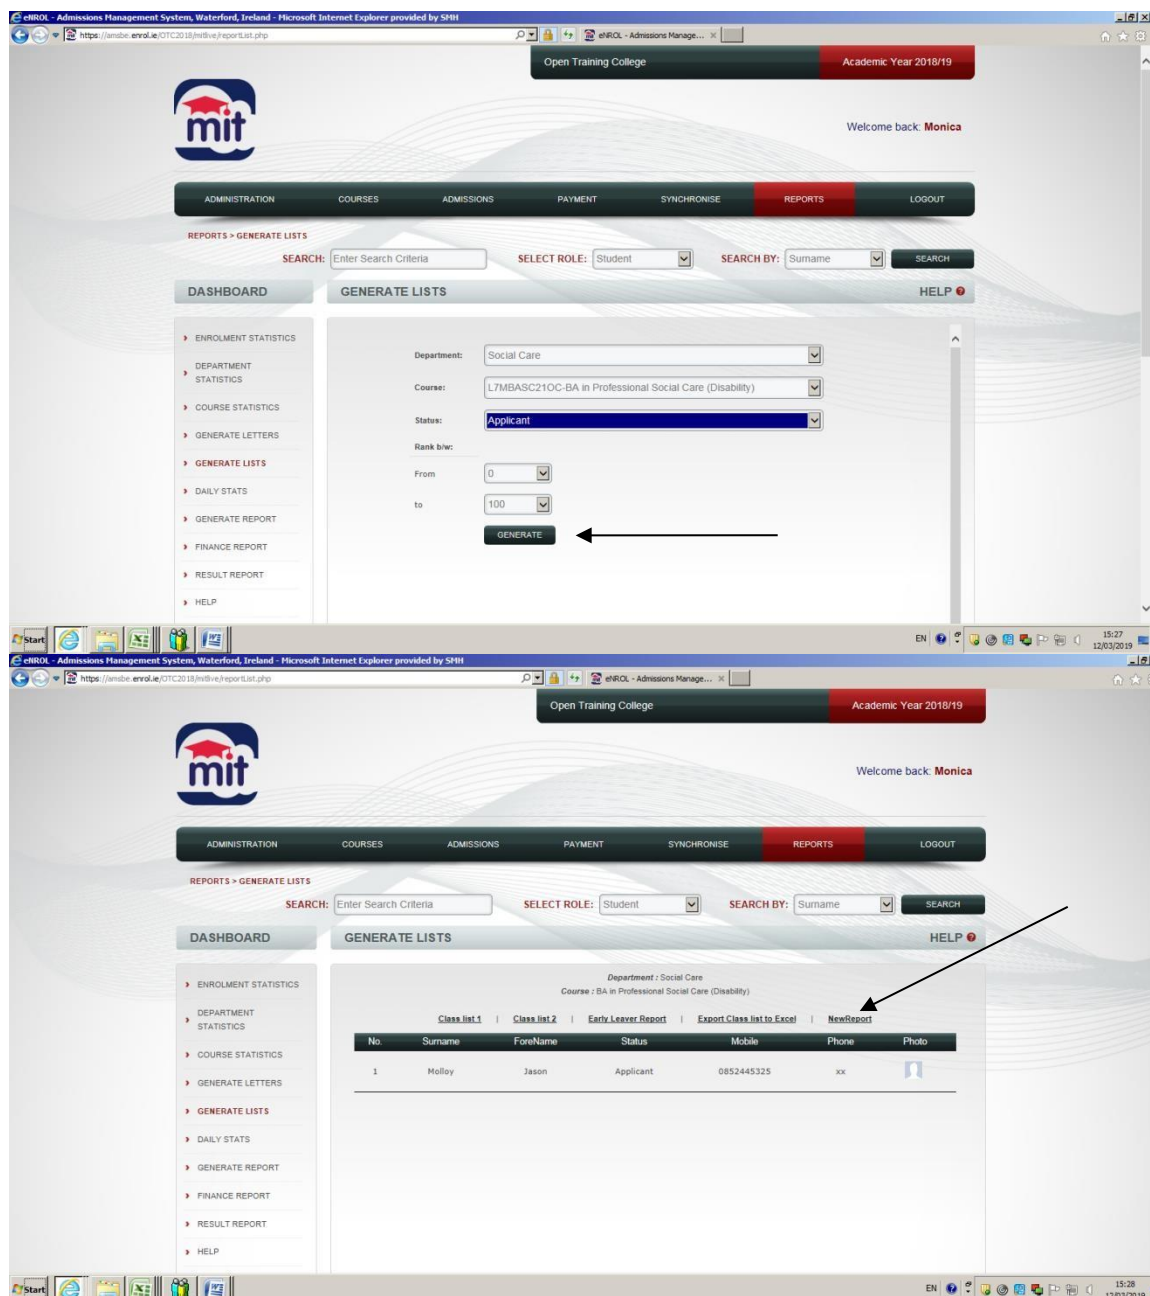 eNROL - Admissions Management System, Waterford, Ireland - Microsoft Internet Explorer provided by SMH
https://amsbe.enrol.ie/OTC2018/mitlive/reportList.php
eNROL - Admissions Manage...
Open Training College
Academic Year 2018/19
mit
Welcome back: Monica
ADMINISTRATION COURSES ADMISSIONS PAYMENT SYNCHRONISE REPORTS LOGOUT
REPORTS > GENERATE LISTS
SEARCH: Enter Search Criteria SELECT ROLE: Student SEARCH BY: Surname SEARCH
DASHBOARD GENERATE LISTS HELP
ENROLMENT STATISTICS
DEPARTMENT STATISTICS
COURSE STATISTICS
GENERATE LETTERS
GENERATE LISTS
DAILY STATS
GENERATE REPORT
FINANCE REPORT
RESULT REPORT
HELP
Department: Social Care
Course: L7MBASC21OC-BA in Professional Social Care (Disability)
Status: Applicant
Rank b/w:
From 0
to 100
GENERATE
Start EN 15:27
12/03/2019
eNROL - Admissions Management System, Waterford, Ireland - Microsoft Internet Explorer provided by SMH
https://amsbe.enrol.ie/OTC2018/mitlive/reportList.php
eNROL - Admissions Manage...
Open Training College
Academic Year 2018/19
mit
Welcome back: Monica
ADMINISTRATION COURSES ADMISSIONS PAYMENT SYNCHRONISE REPORTS LOGOUT
REPORTS > GENERATE LISTS
SEARCH: Enter Search Criteria SELECT ROLE: Student SEARCH BY: Surname SEARCH
DASHBOARD GENERATE LISTS HELP
ENROLMENT STATISTICS
DEPARTMENT STATISTICS
COURSE STATISTICS
GENERATE LETTERS
GENERATE LISTS
DAILY STATS
GENERATE REPORT
FINANCE REPORT
RESULT REPORT
HELP
Department : Social Care
Course : BA in Professional Social Care (Disability)
Class list 1 | Class list 2 | Early Leaver Report | Export Class list to Excel | NewReport
No. Surname ForeName Status Mobile Phone Photo
1 Molloy Jason Applicant 0852445325 xx
Start EN 15:28
12/03/2019